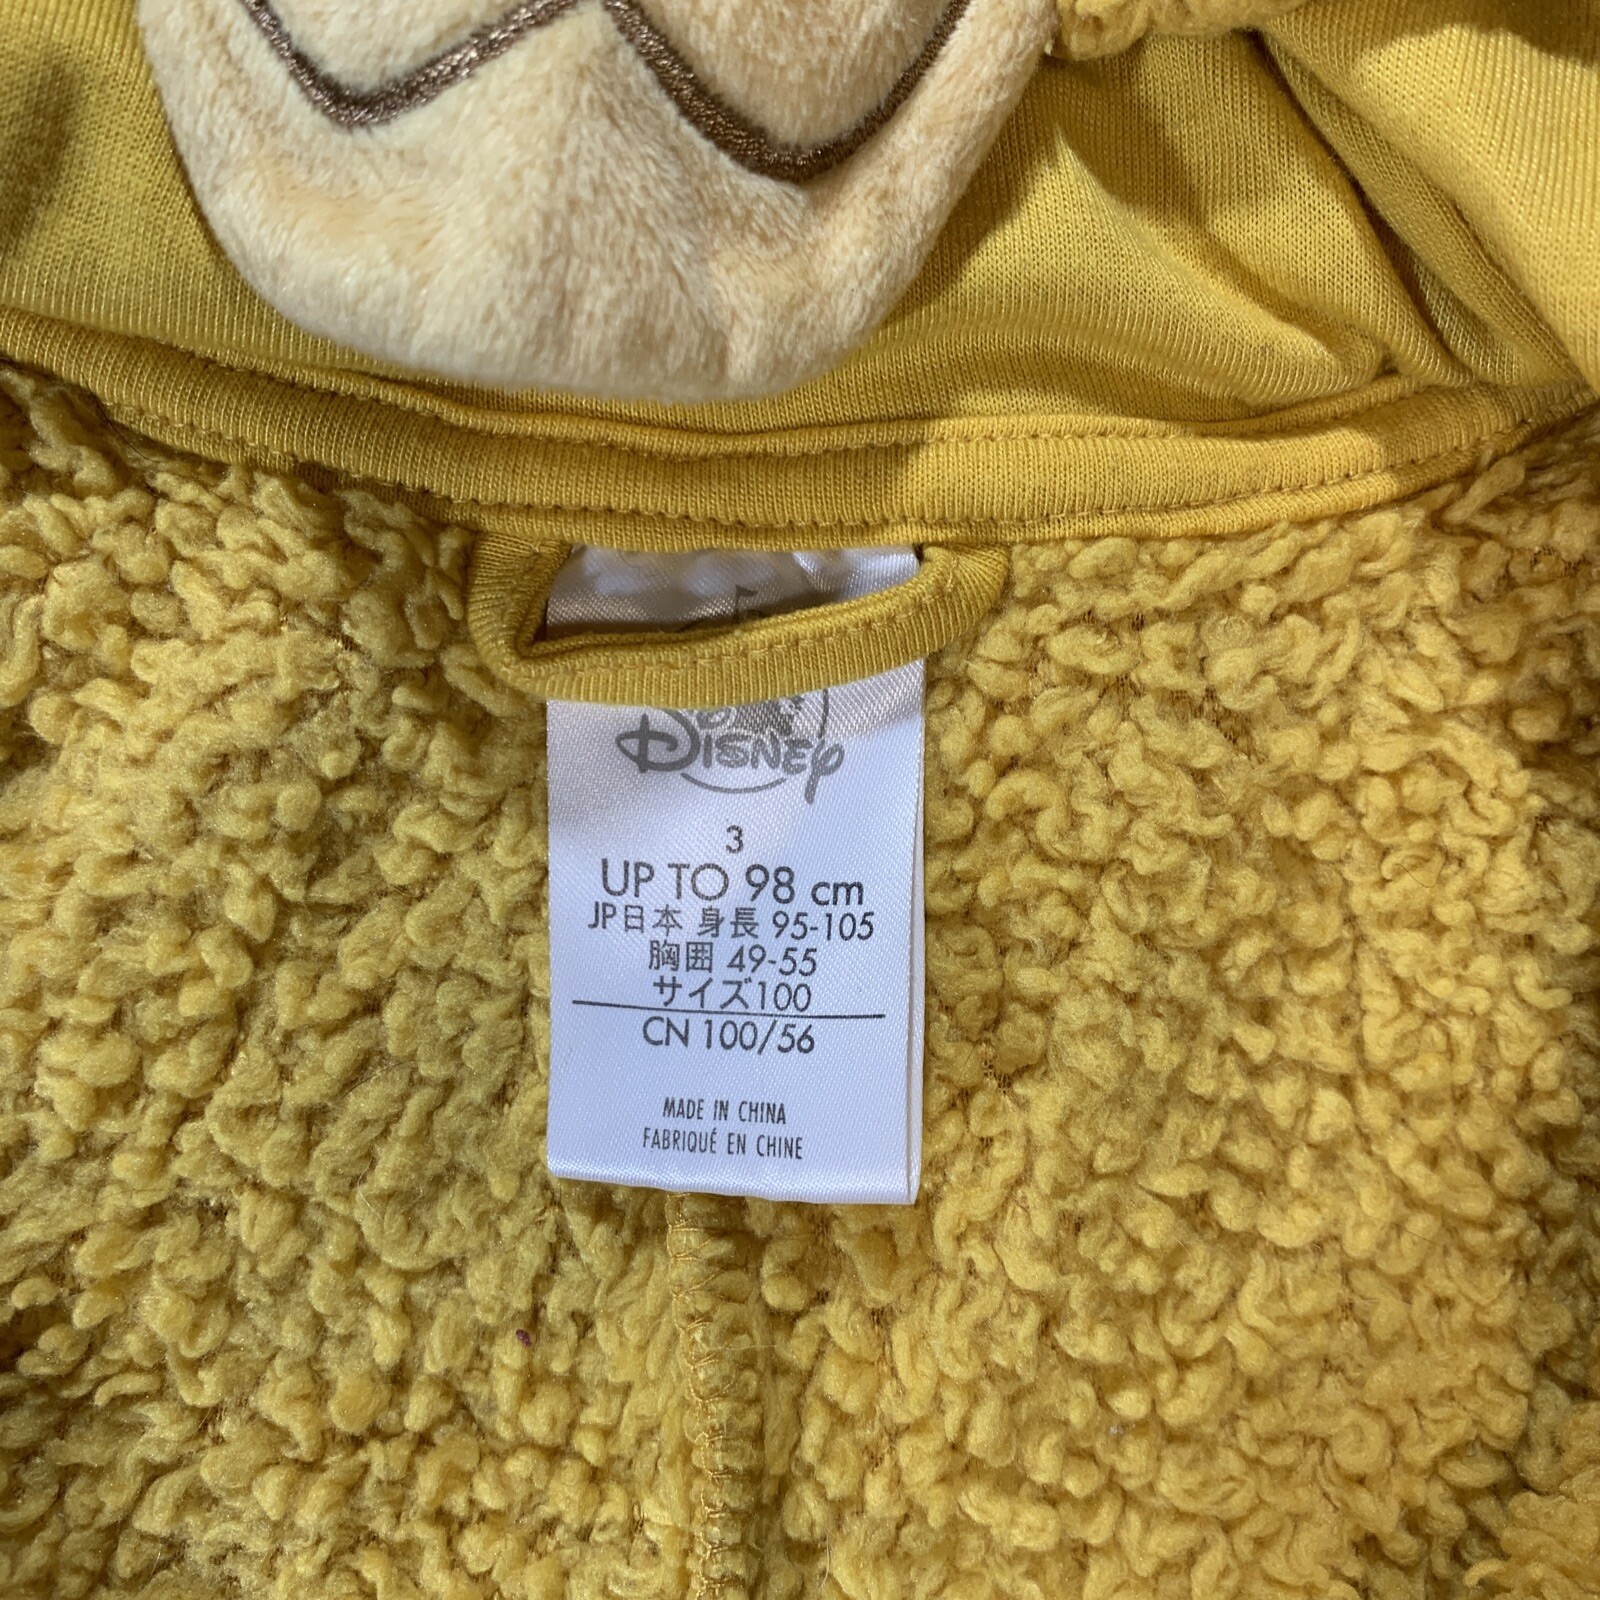 Disney
3
UP TO 98 cm
JP日本 身長 95-105
胸囲 49-55
サイズ100
CN 100/56
MADE IN CHINA
FABRIQUÉ EN CHINE